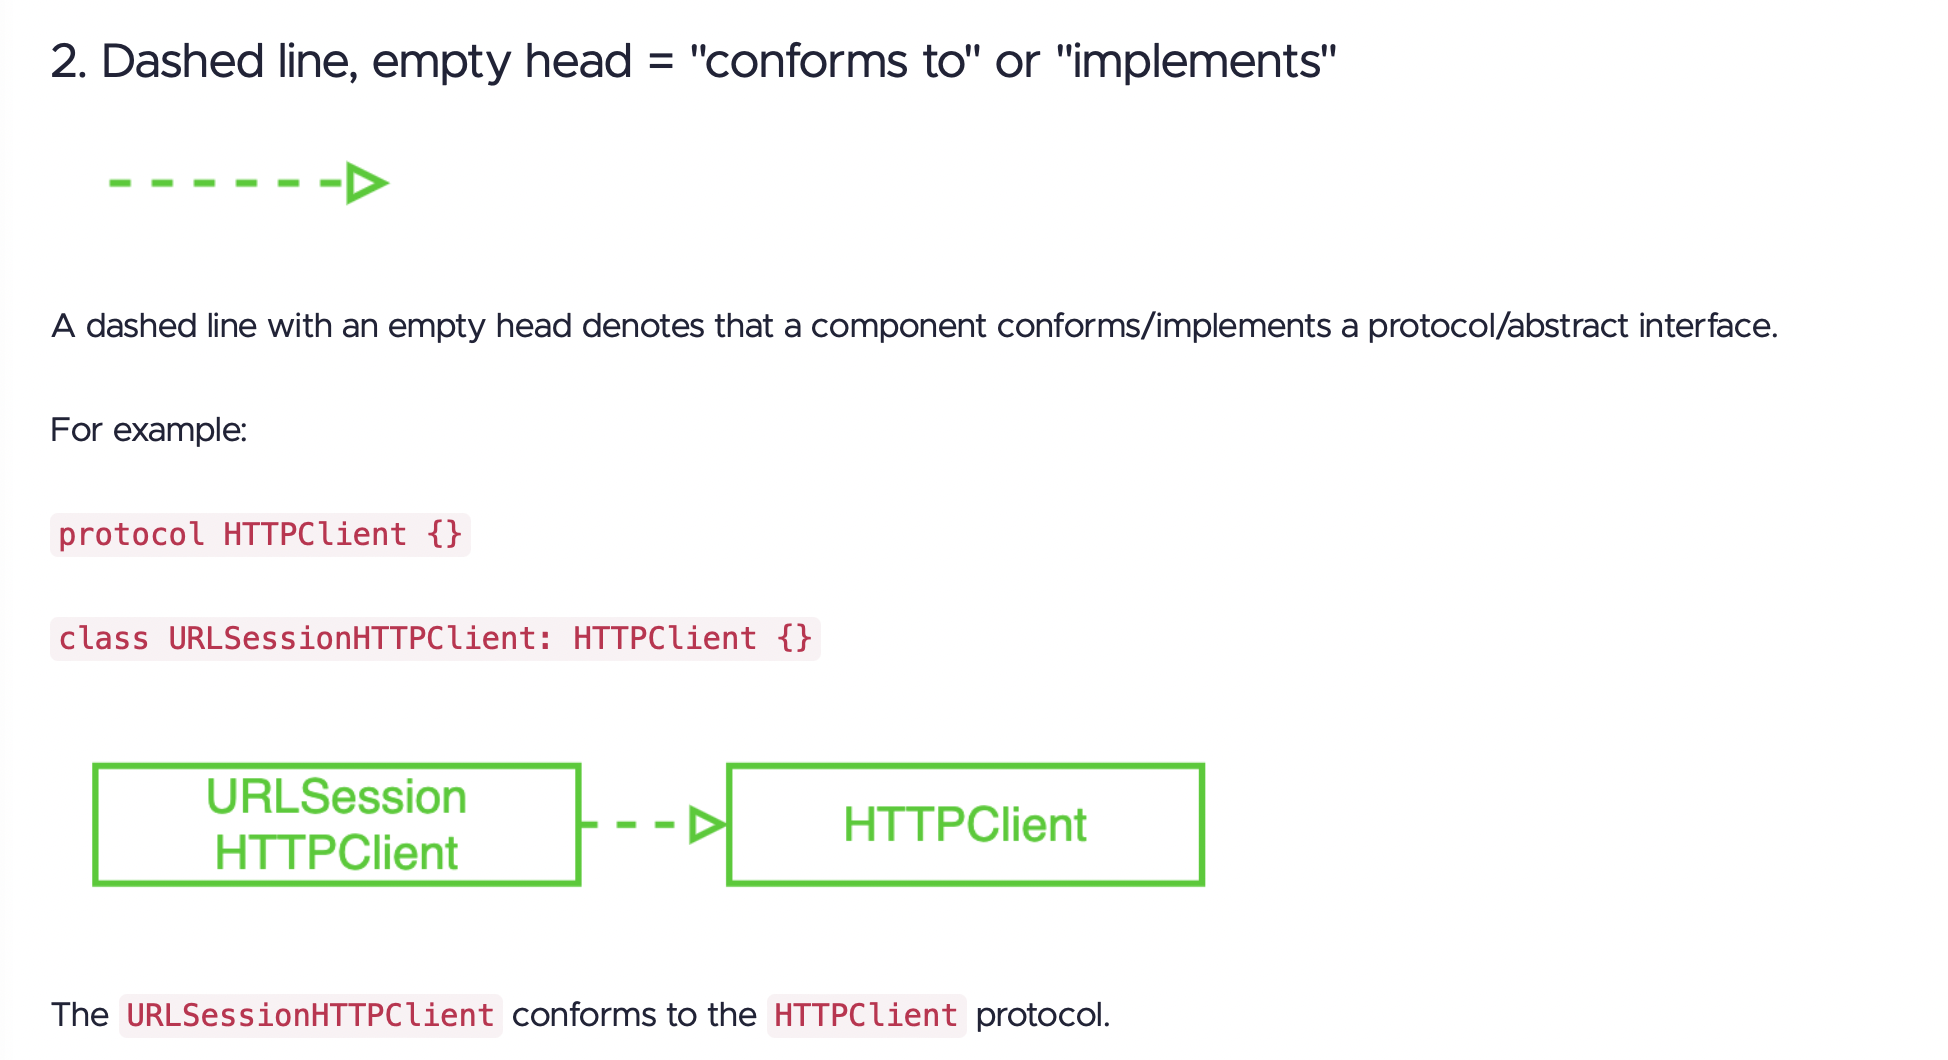 2. Dashed line, empty head = "conforms to" or "implements"
A dashed line with an empty head denotes that a component conforms/implements a protocol/abstract interface.
For example:
protocol HTTPClient {}
class URLSessionHTTPClient: HTTPClient {}
URLSession
HTTPClient
HTTPClient
The URLSessionHTTPClient conforms to the HTTPClient protocol.